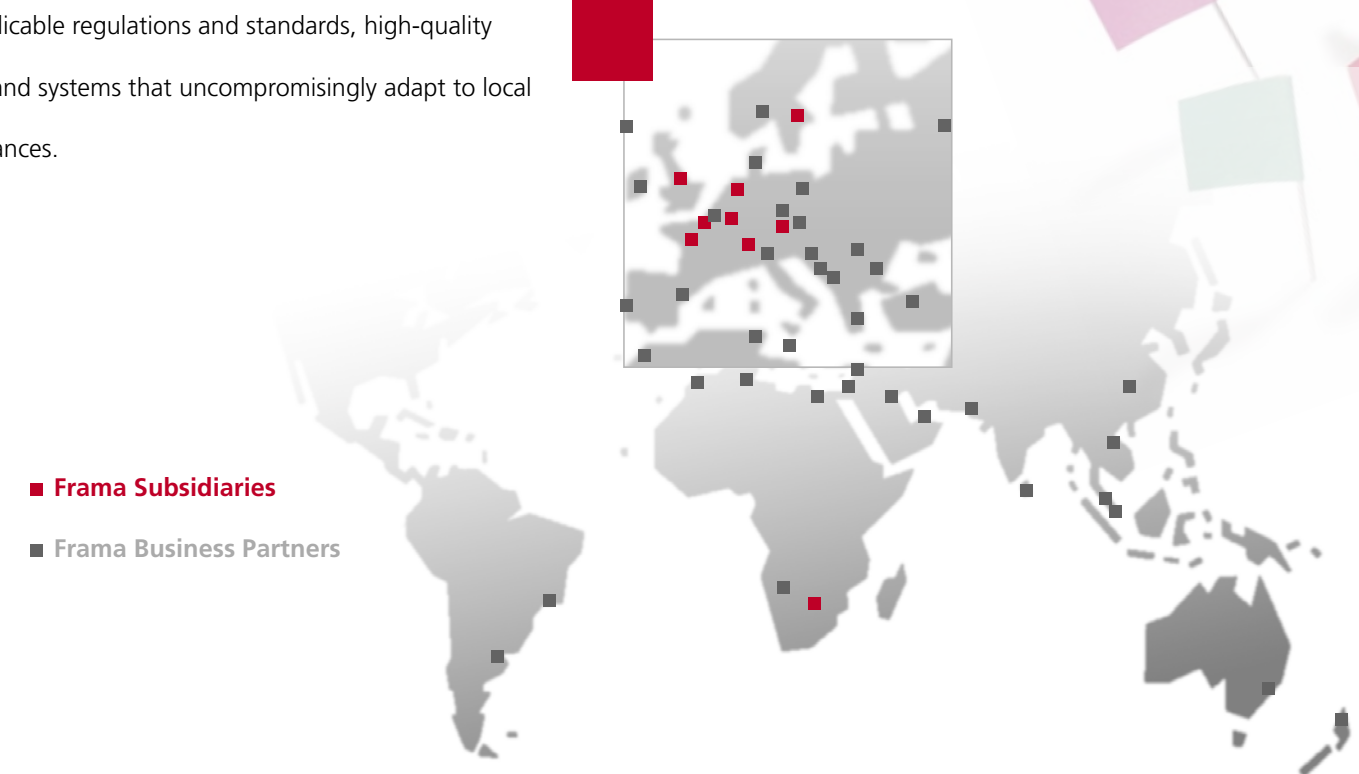 licable regulations and standards, high-quality
and systems that uncompromisingly adapt to local
ances.
Frama Subsidiaries
Frama Business Partners